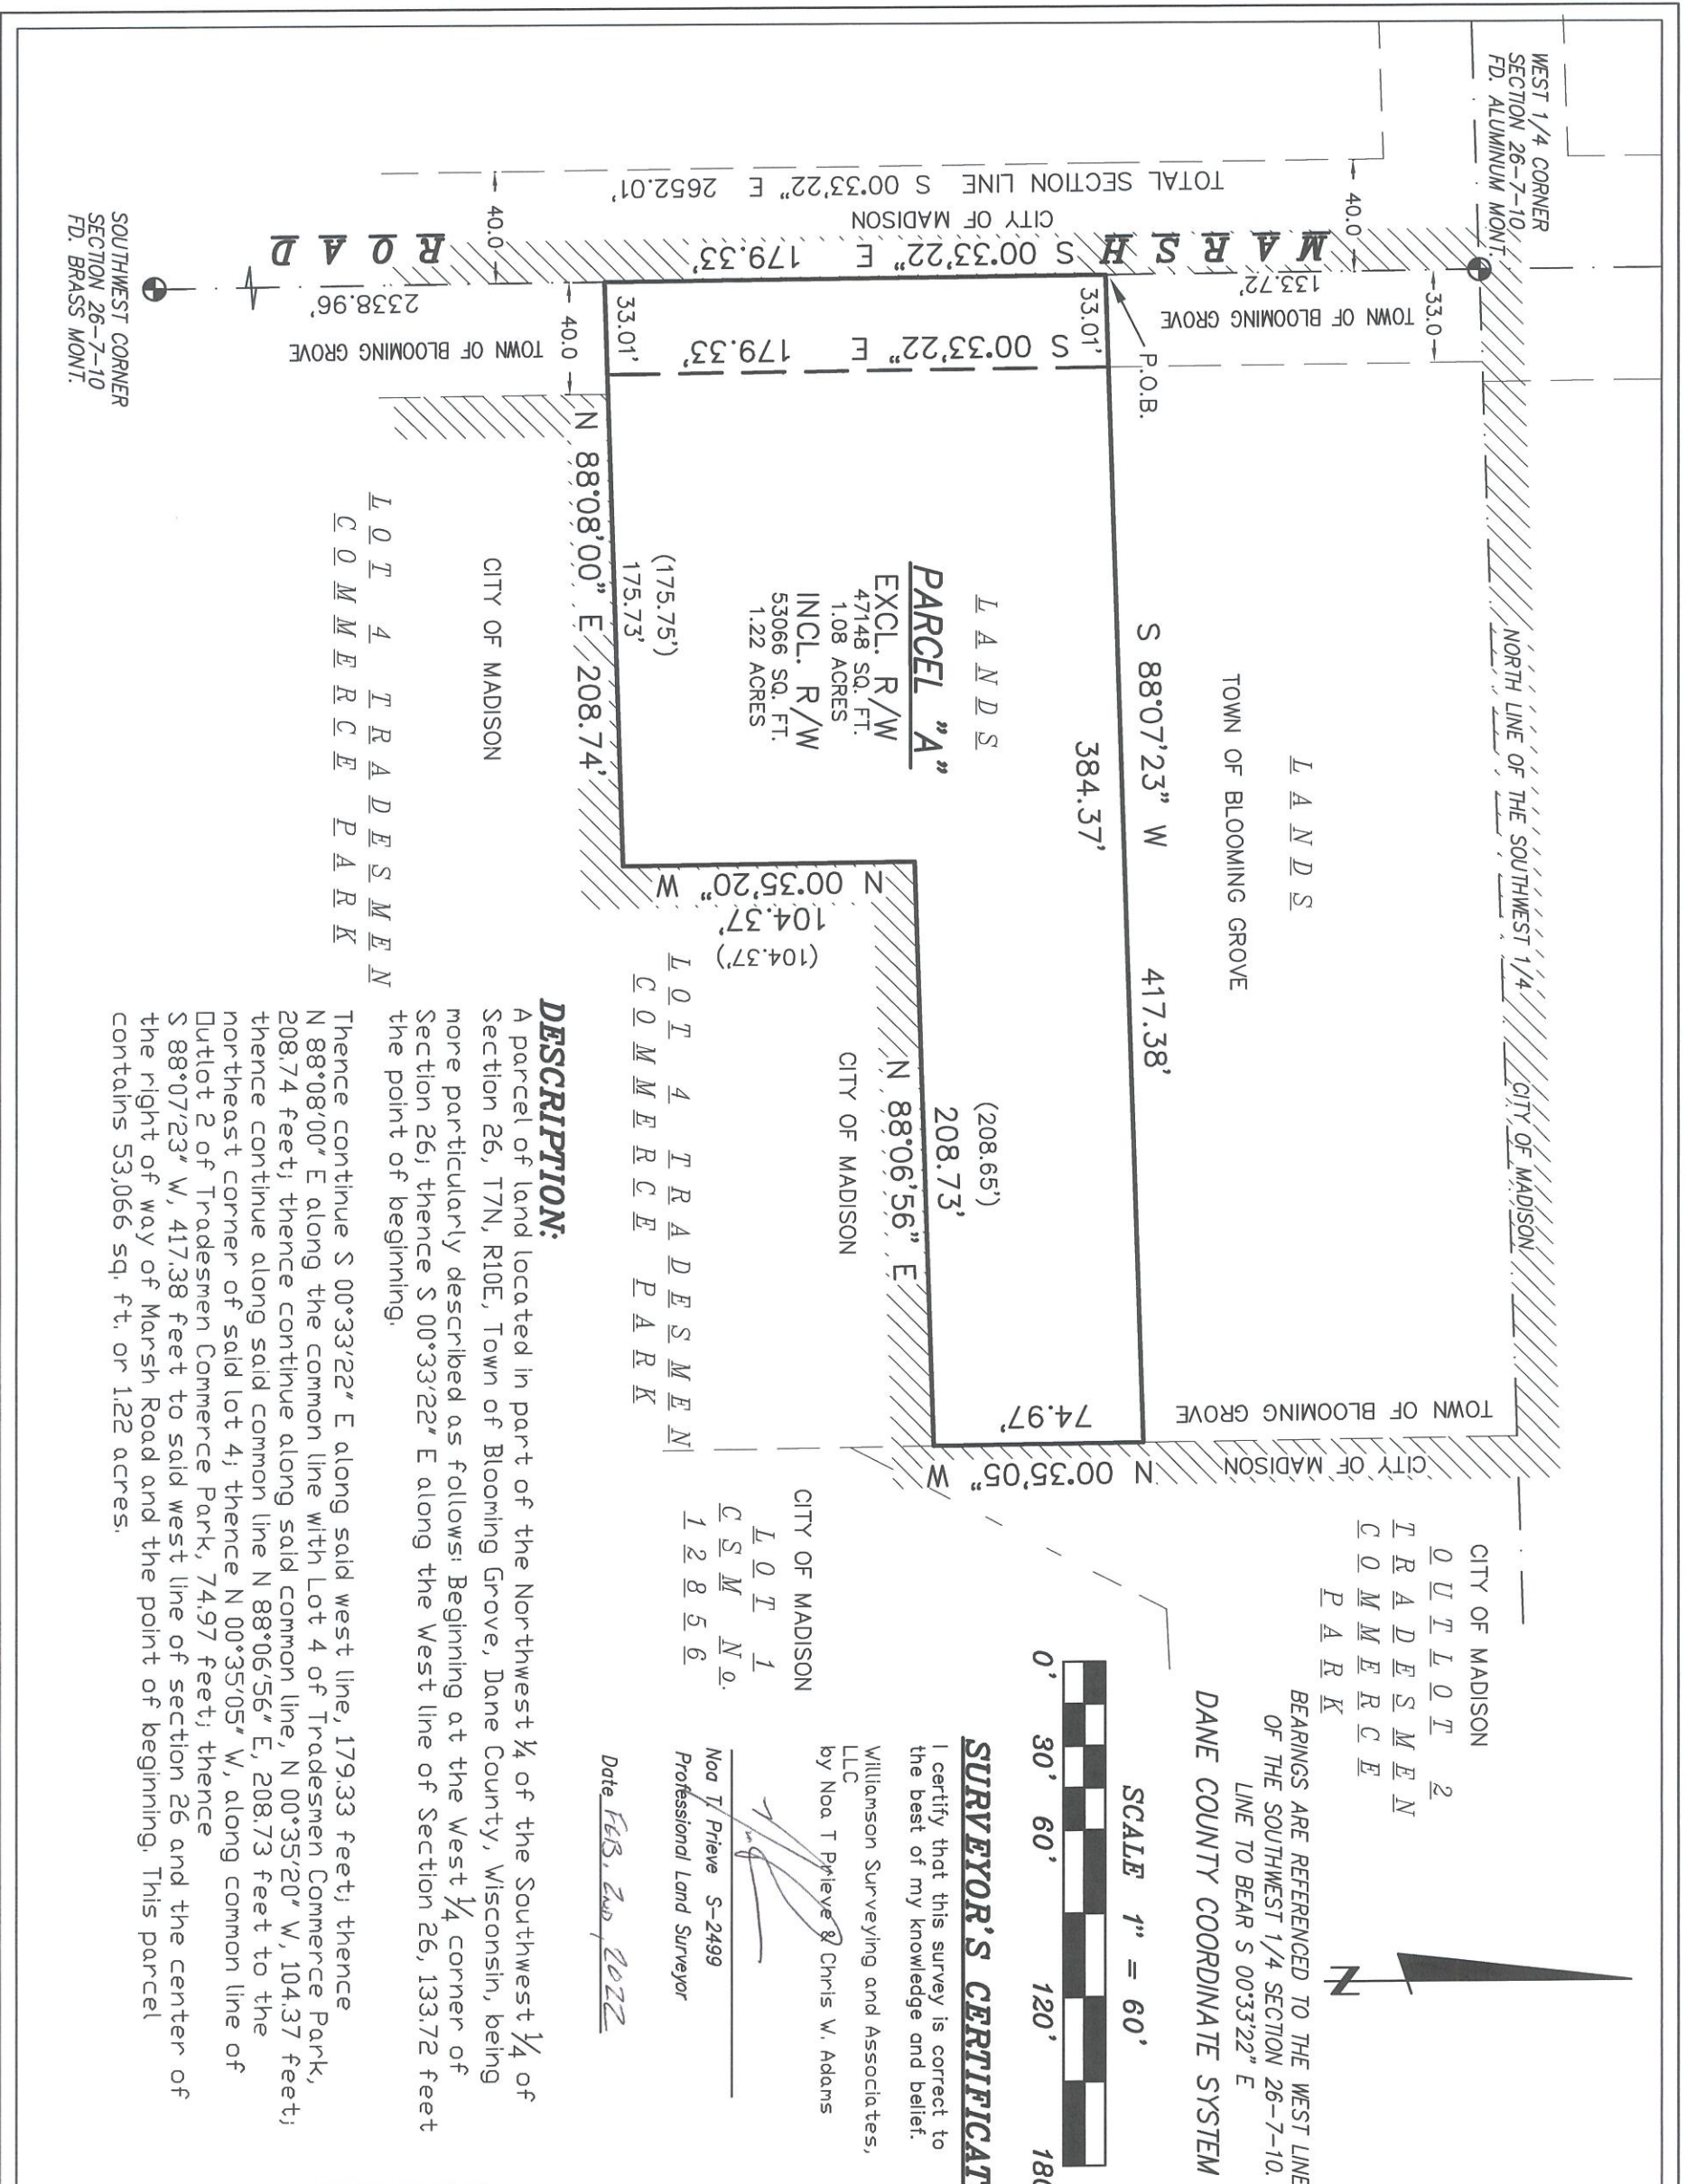 WEST 1/4 CORNER
SECTION 26-7-10
FD. ALUMINUM MONT.
NORTH LINE OF THE SOUTHWEST 1/4
CITY OF MADISON
TOTAL SECTION LINE S 00°33'22" E 2652.01'
CITY OF MADISON
40.0
40.0
MARSH ROAD
S 00°33'22" E 179.33'
133.72'
33.0
TOWN OF BLOOMING GROVE
P.O.B.
33.01'
S 00°33'22" E 179.33'
33.01'
2338.96'
40.0
TOWN OF BLOOMING GROVE
SOUTHWEST CORNER
SECTION 26-7-10
FD. BRASS MONT.
LANDS
TOWN OF BLOOMING GROVE
S 88°07'23" W 417.38'
384.37'
LANDS
PARCEL "A"
EXCL. R/W
47148 SQ. FT.
1.08 ACRES
INCL. R/W
53066 SQ. FT.
1.22 ACRES
(175.75')
175.73'
N 88°08'00" E 208.74'
CITY OF MADISON
LOT 4 TRADESMEN
COMMERCE PARK
N 00°35'20" W
104.37'
(104.37')
(208.65')
208.73'
N 88°06'56" E
CITY OF MADISON
LOT 4 TRADESMEN
COMMERCE PARK
74.97'
N 00°35'05" W
TOWN OF BLOOMING GROVE
CITY OF MADISON
CITY OF MADISON
OUTLOT 2
TRADESMEN
COMMERCE
PARK
CITY OF MADISON
LOT 1
CSM No.
12856
N
BEARINGS ARE REFERENCED TO THE WEST LINE
OF THE SOUTHWEST 1/4 SECTION 26-7-10.
LINE TO BEAR S 00°33'22" E
DANE COUNTY COORDINATE SYSTEM
SCALE 1" = 60'
0' 30' 60' 120' 180
SURVEYOR'S CERTIFICAT
I certify that this survey is correct to
the best of my knowledge and belief.
Williamson Surveying and Associates,
LLC
by Noa T Prieve & Chris W. Adams
Noa T. Prieve S-2499
Professional Land Surveyor
Date FEB, 2ND, 2022
DESCRIPTION:
A parcel of land located in part of the Northwest ¼ of the Southwest ¼ of
Section 26, T7N, R10E, Town of Blooming Grove, Dane County, Wisconsin, being
more particularly described as follows: Beginning at the West ¼ corner of
Section 26; thence S 00°33'22" E along the West line of Section 26, 133.72 feet
the point of beginning.
Thence continue S 00°33'22" E along said west line, 179.33 feet; thence
N 88°08'00" E along the common line with Lot 4 of Tradesmen Commerce Park,
208.74 feet; thence continue along said common line, N 00°35'20" W, 104.37 feet;
thence continue along said common line N 88°06'56" E, 208.73 feet to the
northeast corner of said lot 4; thence N 00°35'05" W, along common line of
Outlot 2 of Tradesmen Commerce Park, 74.97 feet; thence
S 88°07'23" W, 417.38 feet to said west line of section 26 and the center of
the right of way of Marsh Road and the point of beginning. This parcel
contains 53,066 sq. ft. or 1.22 acres.